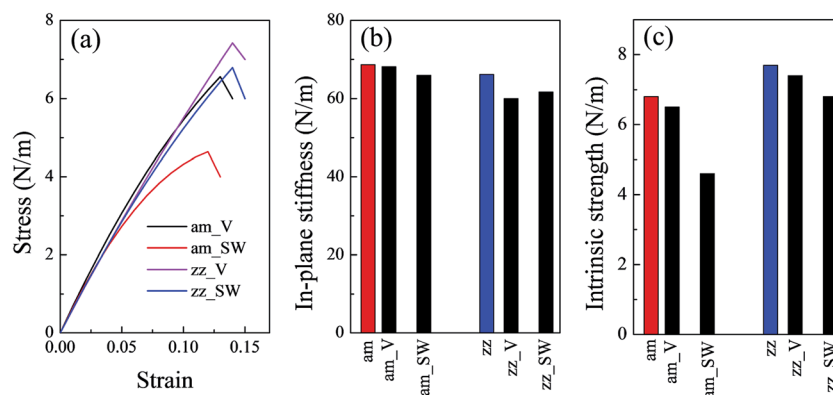 (a)
8
6
4
2
0
0.00 0.05 0.10 0.15
Stress (N/m)
Strain
am_V
am_SW
zz_V
zz_SW
(b)
80
60
40
20
0
In-plane stiffness (N/m)
am
am_V
am_SW
zz
zz_V
zz_SW
(c)
8
6
4
2
0
Intrinsic strength (N/m)
am
am_V
am_SW
zz
zz_V
zz_SW